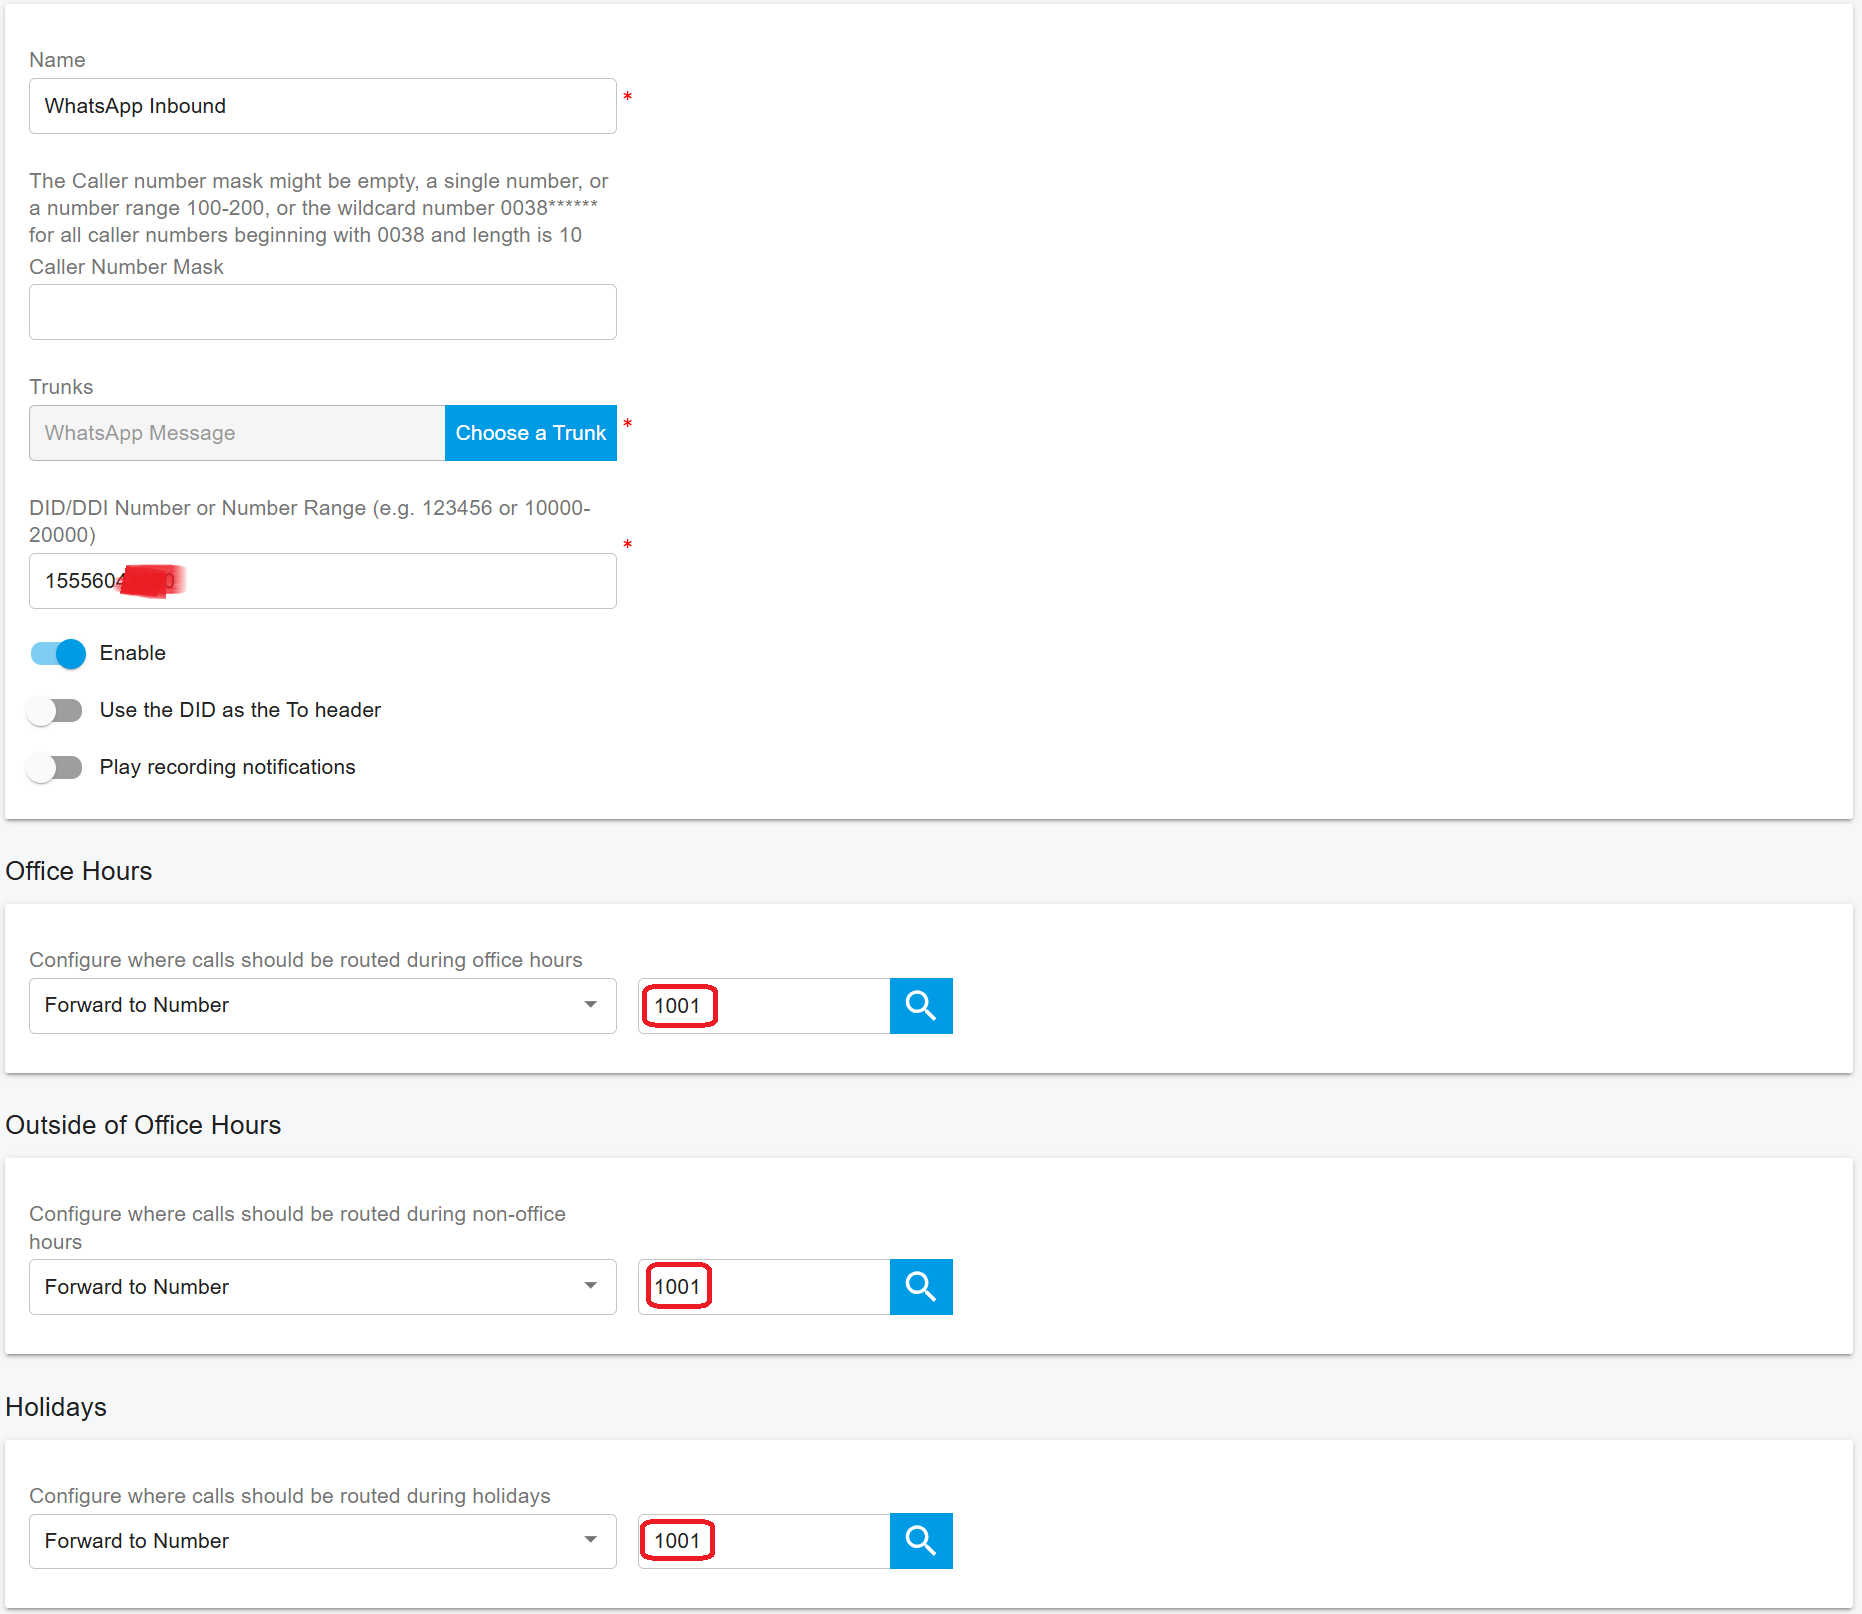 Name
WhatsApp Inbound
*
The Caller number mask might be empty, a single number, or
a number range 100-200, or the wildcard number 0038******
for all caller numbers beginning with 0038 and length is 10
Caller Number Mask
Trunks
WhatsApp Message
Choose a Trunk
*
DID/DDI Number or Number Range (e.g. 123456 or 10000-
20000)
*
155560
Enable
Use the DID as the To header
Play recording notifications
Office Hours
Configure where calls should be routed during office hours
Forward to Number
1001
Outside of Office Hours
Configure where calls should be routed during non-office
hours
Forward to Number
1001
Holidays
Configure where calls should be routed during holidays
Forward to Number
1001